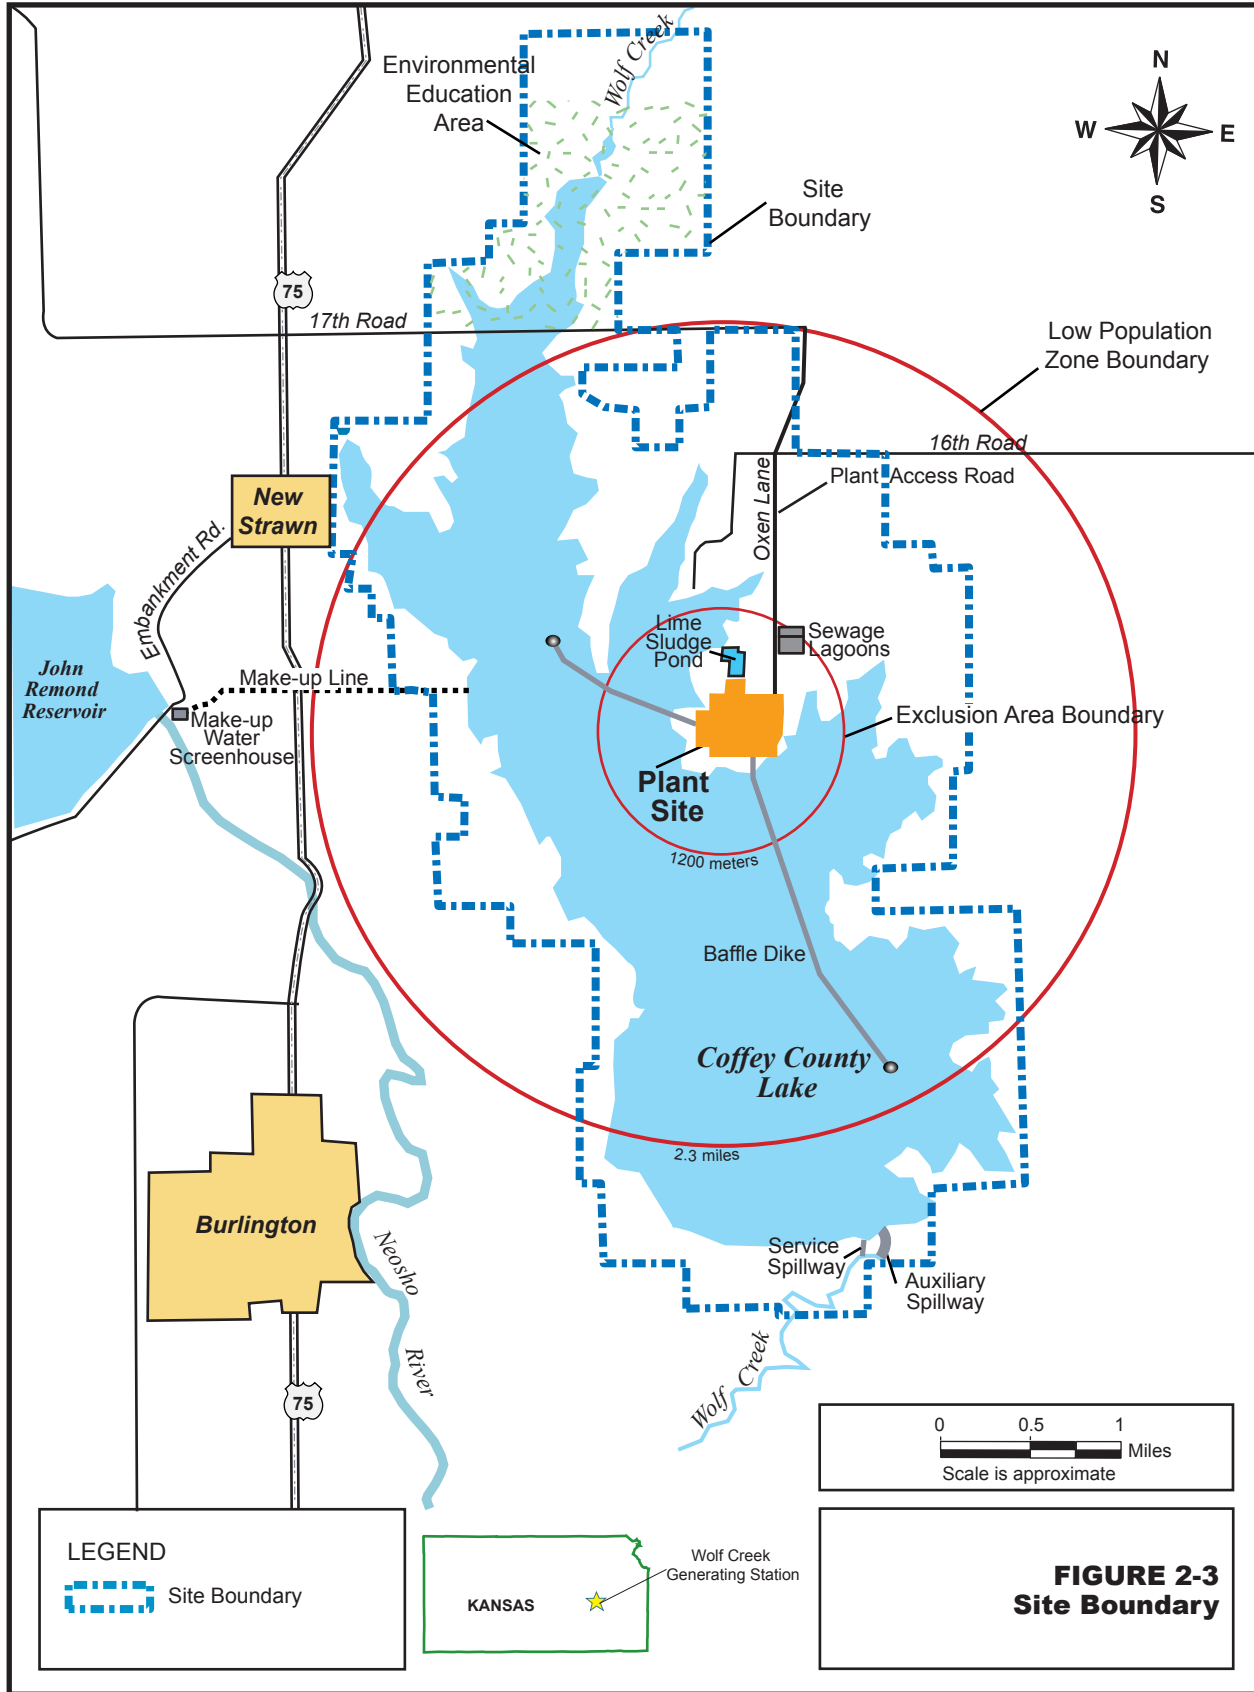 Environmental
Education
Area
Wolf Creek
N
W
E
S
Site
Boundary
75
17th Road
Low Population
Zone Boundary
16th Road
Plant Access Road
Oxen Lane
New
Strawn
Embankment Rd.
Lime
Sludge
Pond
Sewage
Lagoons
John
Remond
Reservoir
Make-up Line
Make-up
Water
Screenhouse
Exclusion Area Boundary
Plant
Site
1200 meters
Baffle Dike
Coffey County
Lake
2.3 miles
Burlington
Neosho
River
Service
Spillway
Auxiliary
Spillway
Wolf Creek
75
0 0.5 1
Miles
Scale is approximate
LEGEND
Site Boundary
KANSAS
Wolf Creek
Generating Station
FIGURE 2-3
Site Boundary